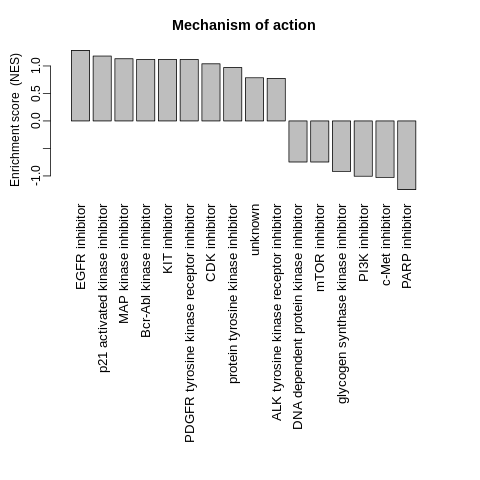 Mechanism of action
Enrichment score (NES)
1.0
0.5
0.0
-1.0
EGFR inhibitor
p21 activated kinase inhibitor
MAP kinase inhibitor
Bcr-Abl kinase inhibitor
KIT inhibitor
PDGFR tyrosine kinase receptor inhibitor
CDK inhibitor
protein tyrosine kinase inhibitor
unknown
ALK tyrosine kinase receptor inhibitor
DNA dependent protein kinase inhibitor
mTOR inhibitor
glycogen synthase kinase inhibitor
PI3K inhibitor
c-Met inhibitor
PARP inhibitor